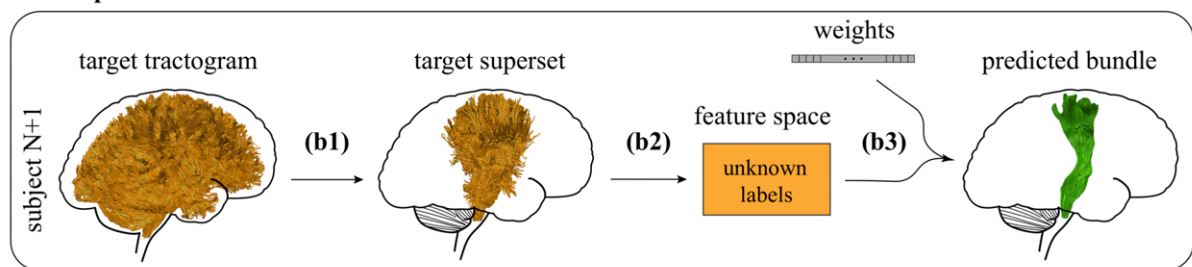 weights
target tractogram
target superset
predicted bundle
subject N+1
(b1)
(b2)
feature space
(b3)
unknown
labels